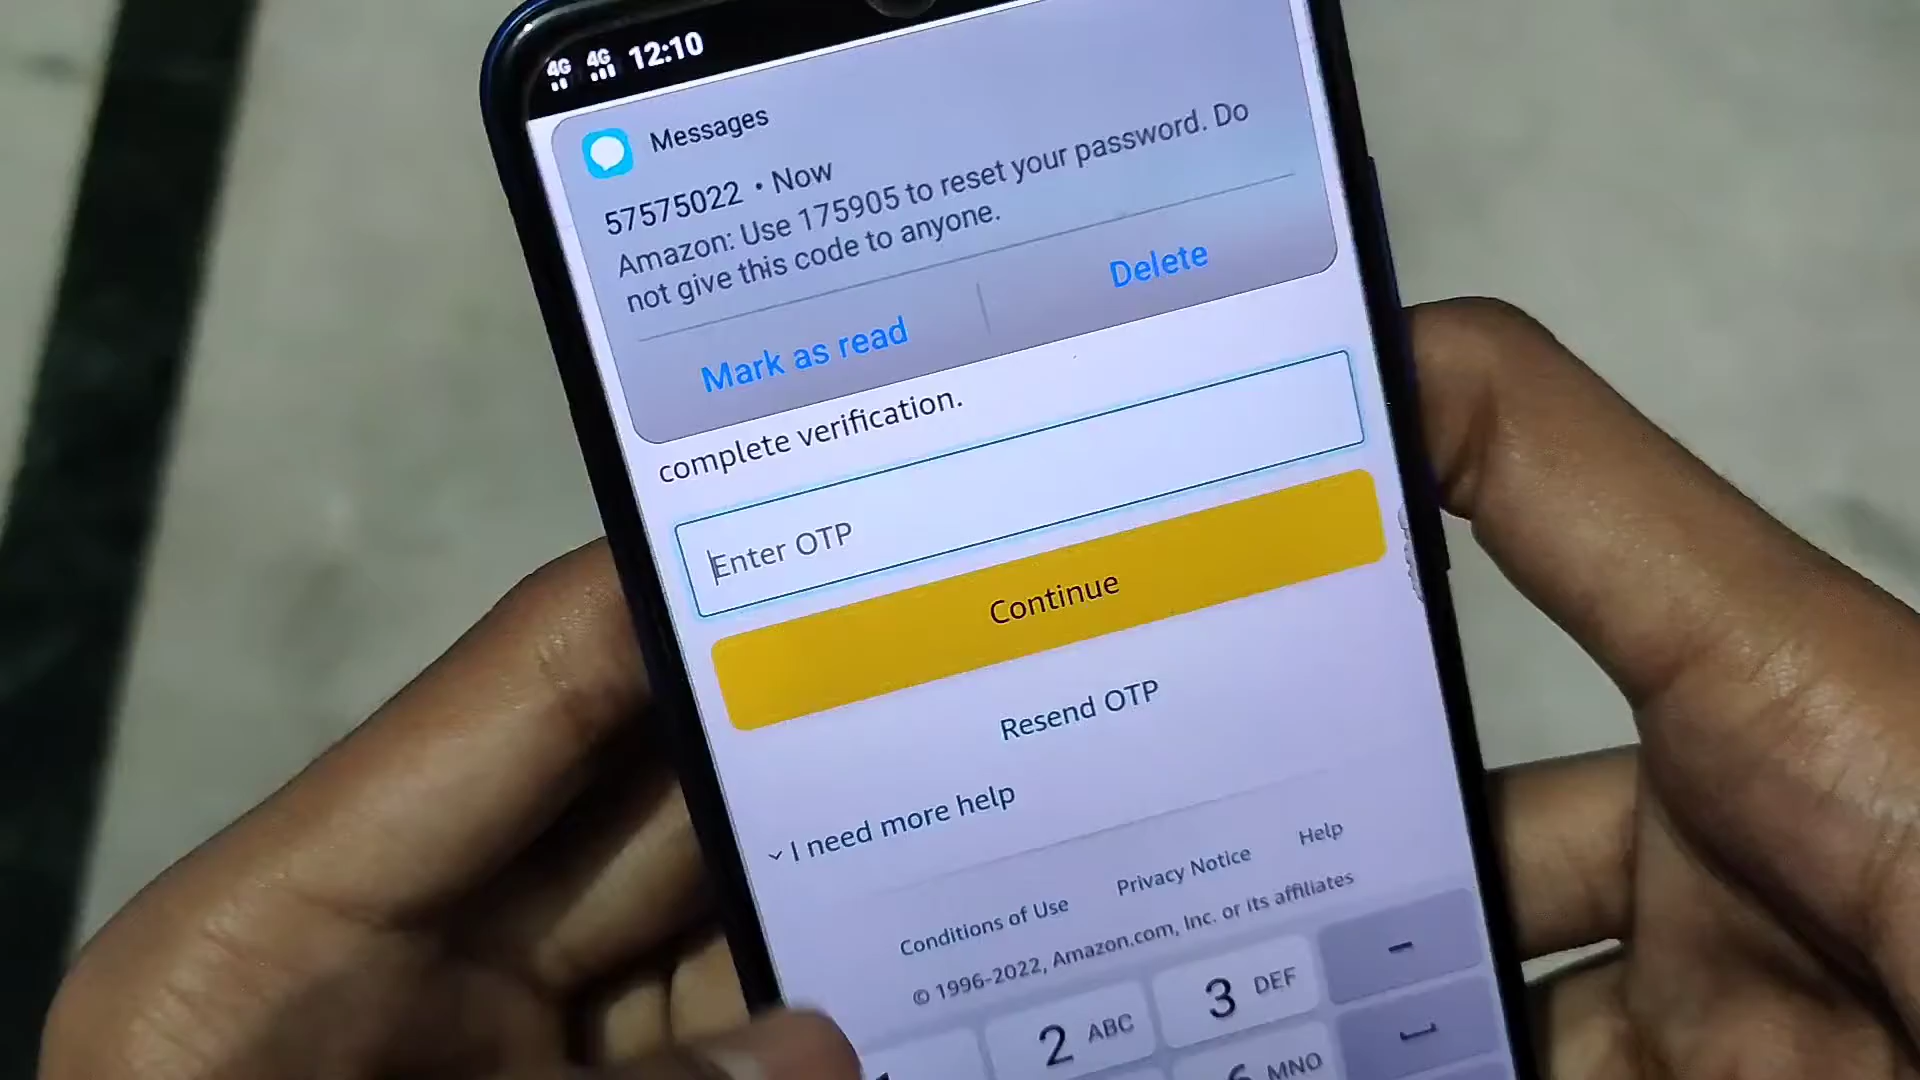 4G 4G 12:10
Messages
57575022 • Now
Amazon: Use 175905 to reset your password. Do
not give this code to anyone.
Mark as read
Delete
complete verification.
Enter OTP
Continue
Resend OTP
I need more help
Conditions of Use
Privacy Notice
Help
© 1996-2022, Amazon.com, Inc. or its affiliates
2 ABC
3 DEF
6 MNO